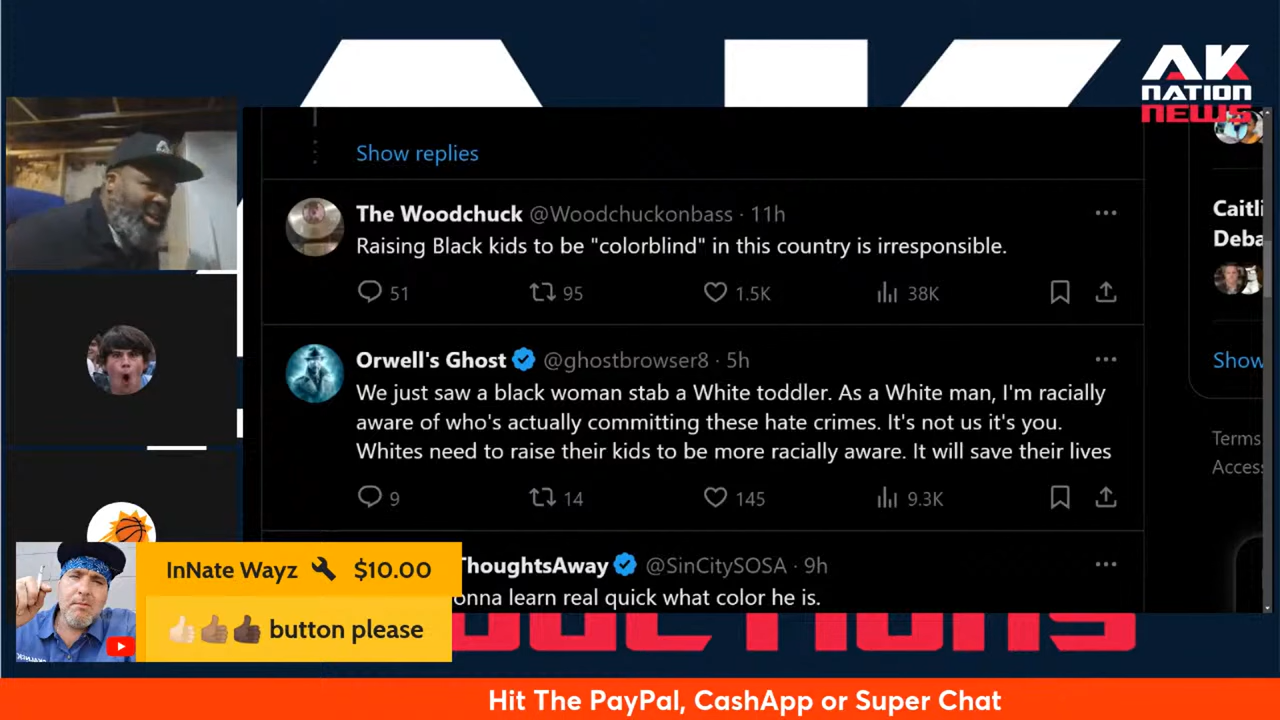 AK
NATION
NEWS
Show replies
The Woodchuck @Woodchuckonbass · 11h
Raising Black kids to be "colorblind" in this country is irresponsible.
51 95 1.5K 38K
Orwell's Ghost @ghostbrowser8 · 5h
We just saw a black woman stab a White toddler. As a White man, I'm racially
aware of who's actually committing these hate crimes. It's not us it's you.
Whites need to raise their kids to be more racially aware. It will save their lives
9 14 145 9.3K
ThoughtsAway @SinCitySOSA · 9h
onna learn real quick what color he is.
Caitli
Deba
Show
Terms
Access
InNate Wayz $10.00
👍🏻👍🏽👍🏿 button please
UCTIONS
Hit The PayPal, CashApp or Super Chat